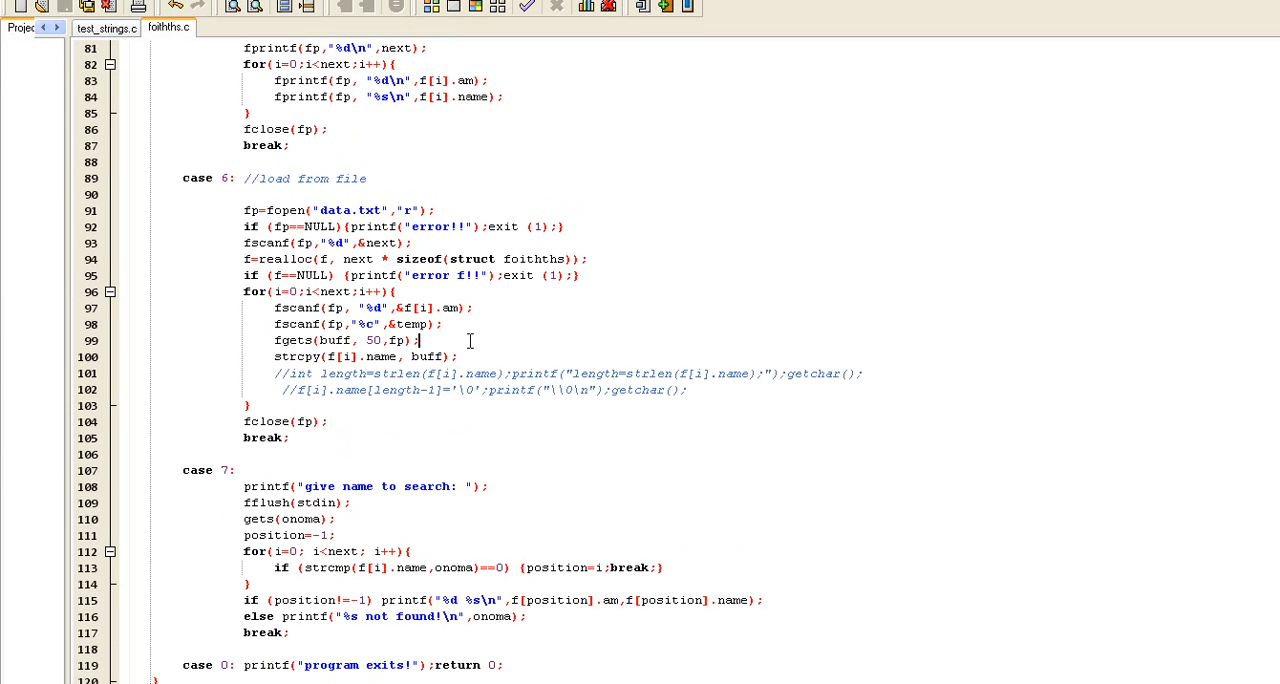 Projec
test_strings.c foithths.c
81 fprintf(fp,"%d\n",next);
82 for(i=0;i<next;i++){
83 fprintf(fp, "%d\n",f[i].am);
84 fprintf(fp, "%s\n",f[i].name);
85 }
86 fclose(fp);
87 break;
88
89 case 6: //load from file
90
91 fp=fopen("data.txt","r");
92 if (fp==NULL){printf("error!!");exit (1);}
93 fscanf(fp,"%d",&next);
94 f=realloc(f, next * sizeof(struct foithths));
95 if (f==NULL) {printf("error f!!");exit (1);}
96 for(i=0;i<next;i++){
97 fscanf(fp, "%d",&f[i].am);
98 fscanf(fp,"%c",&temp);
99 fgets(buff, 50,fp);
100 strcpy(f[i].name, buff);
101 //int length=strlen(f[i].name);printf("length=strlen(f[i].name);");getchar();
102 //f[i].name[length-1]='\0';printf("\\0\n");getchar();
103 }
104 fclose(fp);
105 break;
106
107 case 7:
108 printf("give name to search: ");
109 fflush(stdin);
110 gets(onoma);
111 position=-1;
112 for(i=0; i<next; i++){
113 if (strcmp(f[i].name,onoma)==0) {position=i;break;}
114 }
115 if (position!=-1) printf("%d %s\n",f[position].am,f[position].name);
116 else printf("%s not found!\n",onoma);
117 break;
118
119 case 0: printf("program exits!");return 0;
120 }